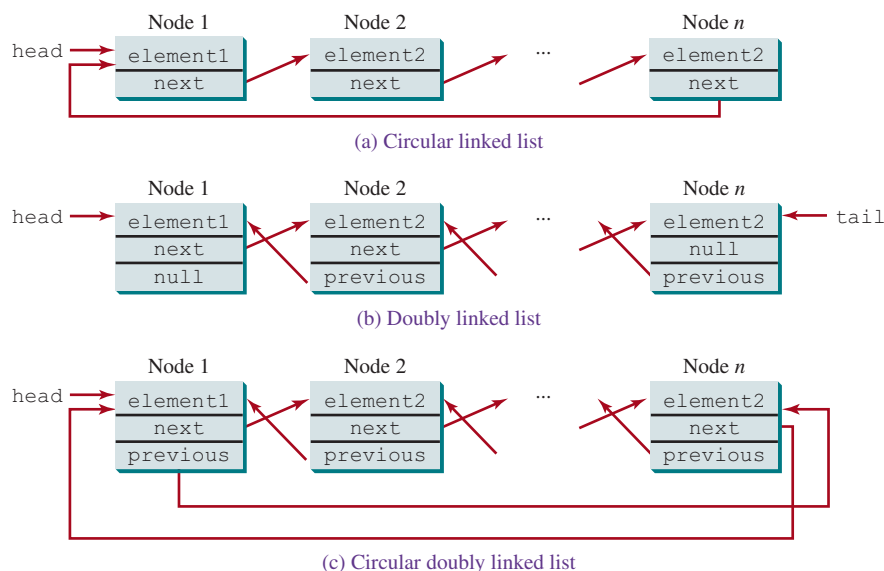 Node 1 Node 2 Node n
head element1 element2 ... element2
next next next
(a) Circular linked list
Node 1 Node 2 Node n
head element1 element2 ... element2 tail
next next null
null previous previous
(b) Doubly linked list
Node 1 Node 2 Node n
head element1 element2 ... element2
next next next
previous previous previous
(c) Circular doubly linked list